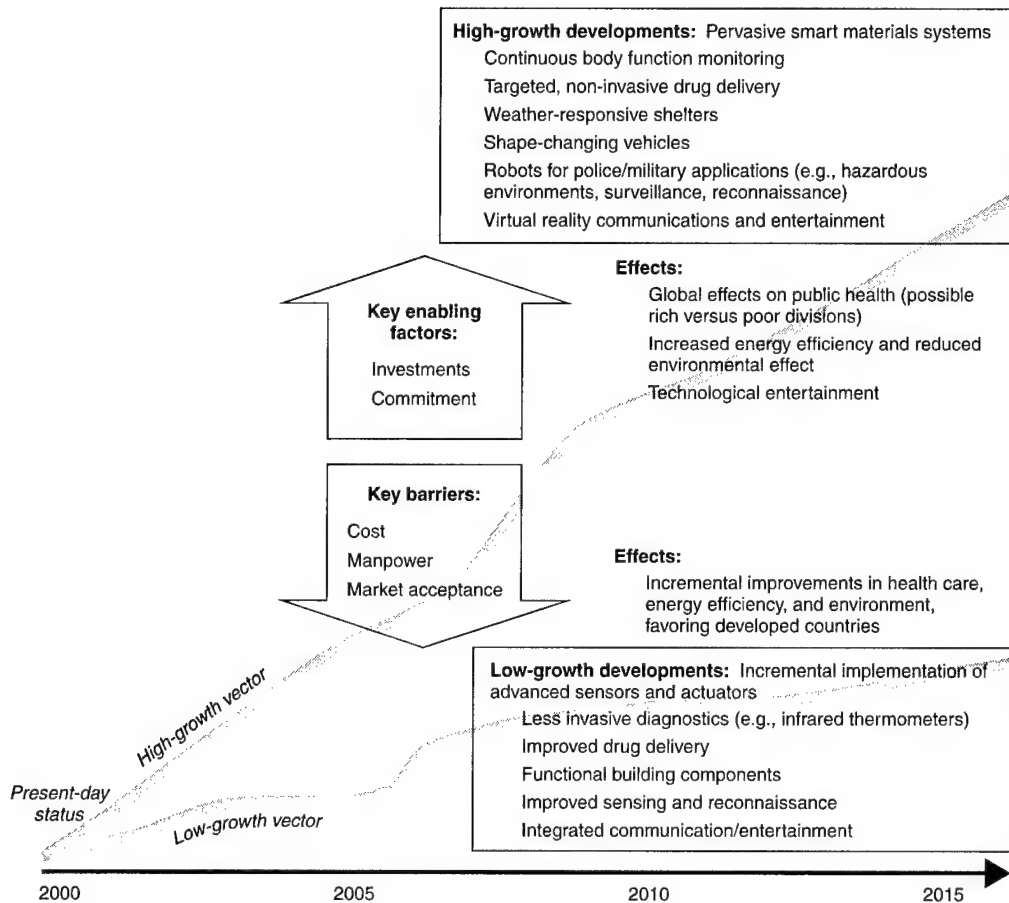 High-growth developments: Pervasive smart materials systems
Continuous body function monitoring
Targeted, non-invasive drug delivery
Weather-responsive shelters
Shape-changing vehicles
Robots for police/military applications (e.g., hazardous
environments, surveillance, reconnaissance)
Virtual reality communications and entertainment
Key enabling
factors:
Investments
Commitment
Effects:
Global effects on public health (possible
rich versus poor divisions)
Increased energy efficiency and reduced
environmental effect
Technological entertainment
Key barriers:
Cost
Manpower
Market acceptance
Effects:
Incremental improvements in health care,
energy efficiency, and environment,
favoring developed countries
Low-growth developments: Incremental implementation of
advanced sensors and actuators
Less invasive diagnostics (e.g., infrared thermometers)
Improved drug delivery
Functional building components
Improved sensing and reconnaissance
Integrated communication/entertainment
High-growth vector
Present-day
status
Low-growth vector
2000
2005
2010
2015